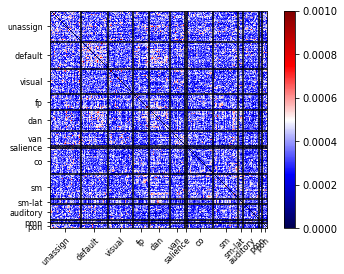 unassign
default
visual
fp
dan
van
salience
co
sm
sm-lat
auditory
pmn
pon
unassign
default
visual
fp
dan
van
salience
co
sm
sm-lat
auditory
pon
0.0010
0.0008
0.0006
0.0004
0.0002
0.0000